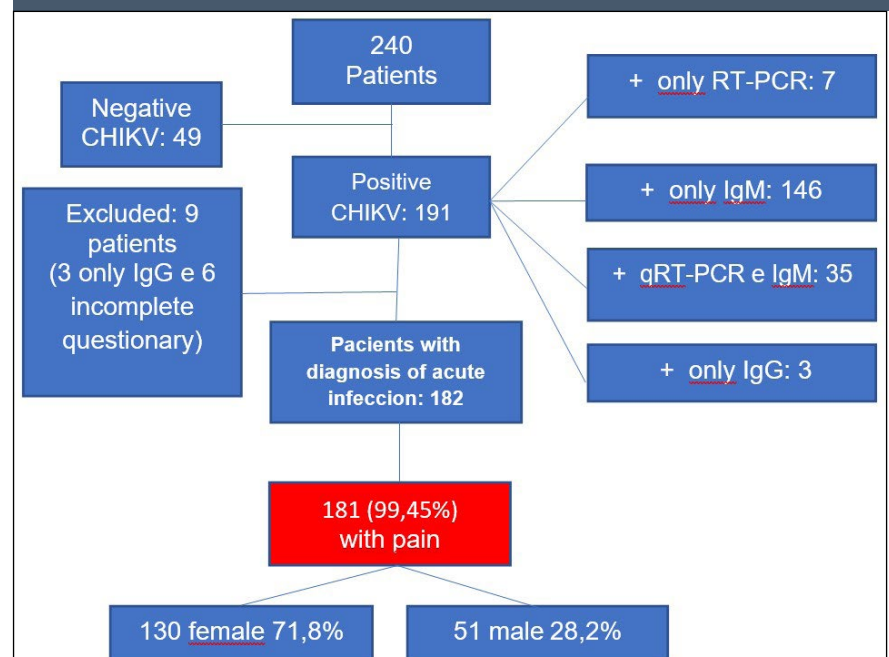 240
Patients
Negative
CHIKV: 49
Positive
CHIKV: 191
Excluded: 9
patients
(3 only IgG e 6
incomplete
questionary)
+ only RT-PCR: 7
+ only IgM: 146
+ qRT-PCR e IgM: 35
+ only IgG: 3
Pacients with
diagnosis of acute
infeccion: 182
181 (99,45%)
with pain
130 female 71,8%
51 male 28,2%